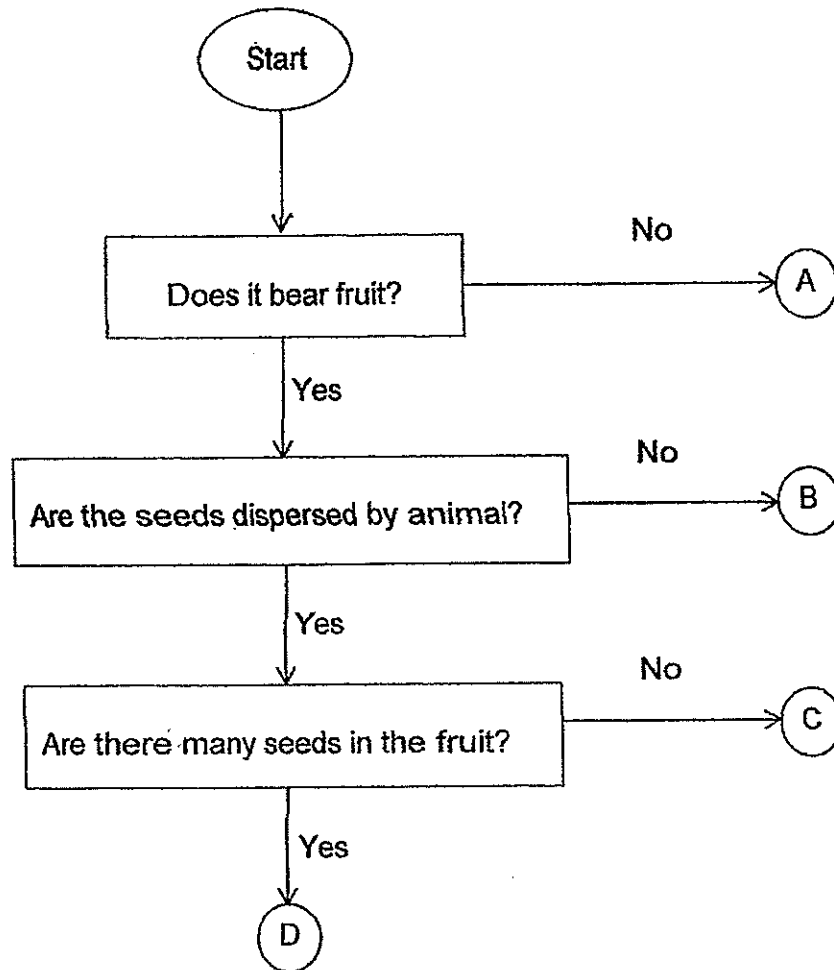 Start
No
Does it bear fruit?
A
Yes
No
Are the seeds dispersed by animal?
B
Yes
No
Are there many seeds in the fruit?
C
Yes
D